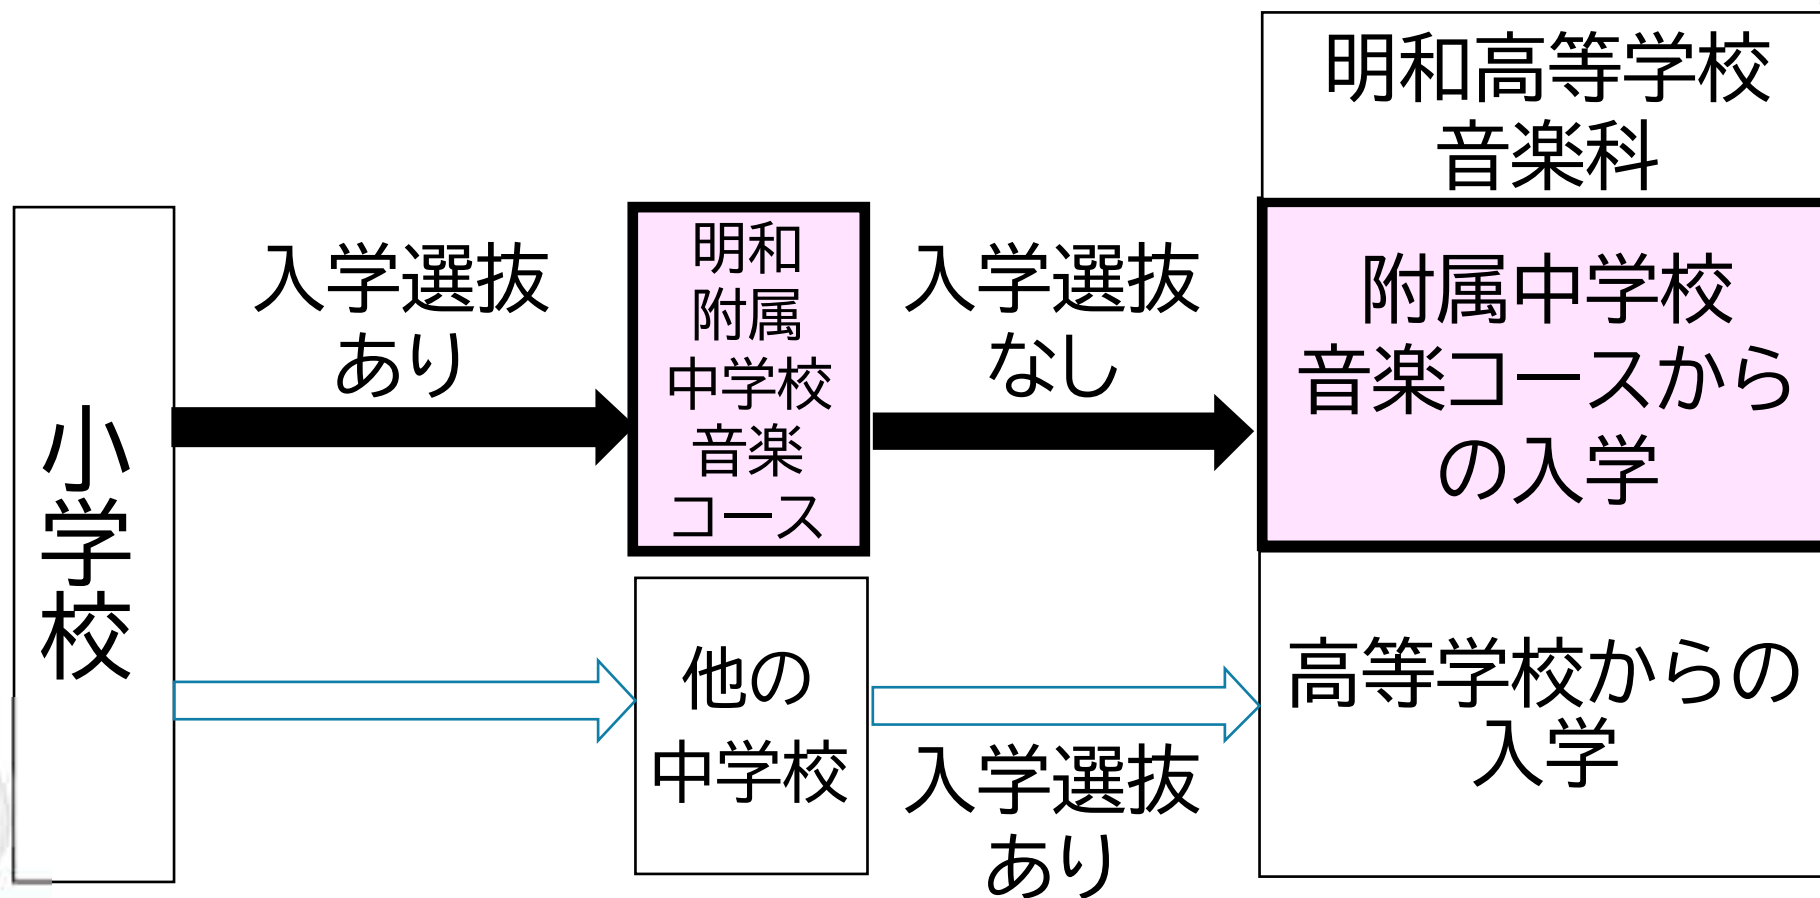 小学校
入学選抜
あり
明和
附属
中学校
音楽
コース
入学選抜
なし
明和高等学校
音楽科
附属中学校
音楽コースから
の入学
他の
中学校
入学選抜
あり
高等学校からの
入学